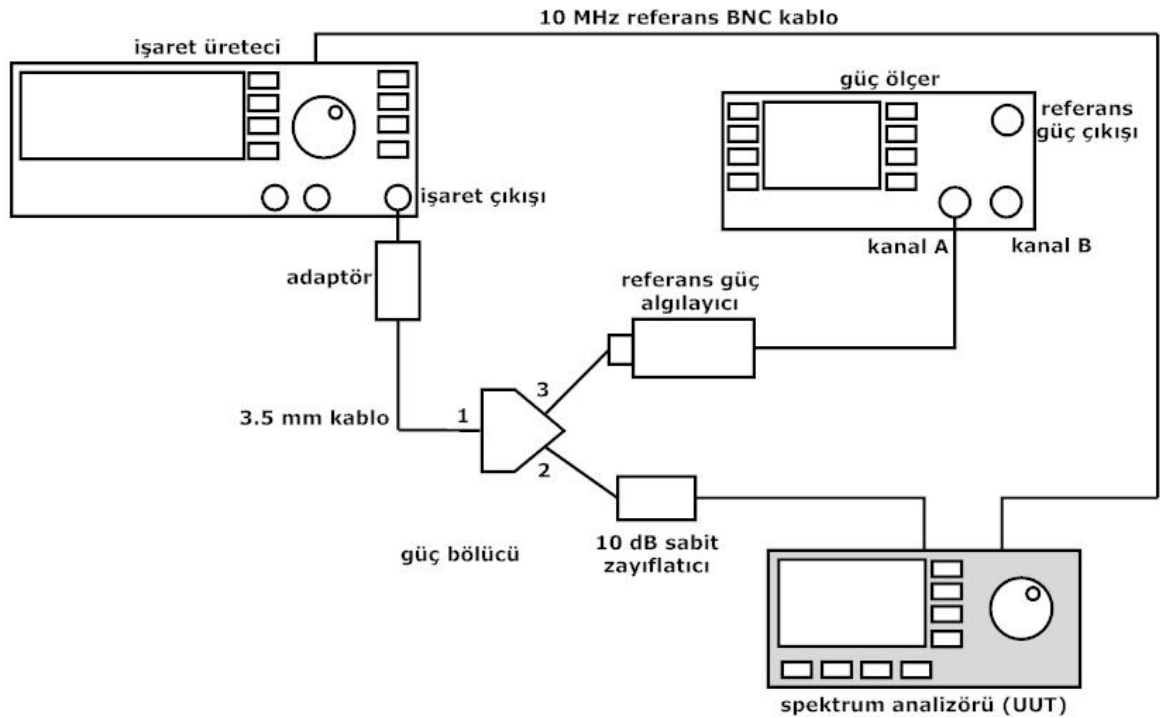 10 MHz referans BNC kablo
işaret üreteci
güç ölçer
referans
güç çıkışı
işaret çıkışı
kanal A
kanal B
adaptör
referans güç
algılayıcı
3
3.5 mm kablo
1
2
güç bölücü
10 dB sabit
zayıflatıcı
spektrum analizörü (UUT)